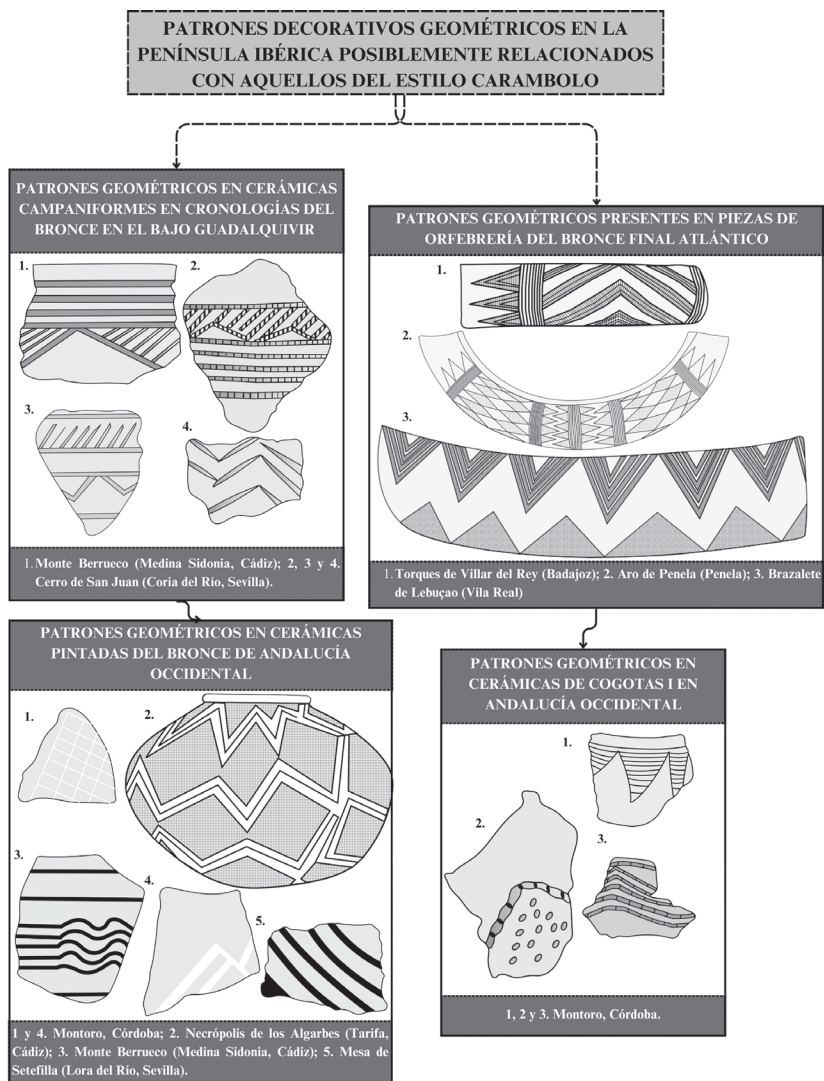 PATRONES DECORATIVOS GEOMÉTRICOS EN LA
PENÍNSULA IBÉRICA POSIBLEMENTE RELACIONADOS
CON AQUELLOS DEL ESTILO CARAMBOLO
PATRONES GEOMÉTRICOS EN CERÁMICAS
CAMPANIFORMES EN CRONOLOGÍAS DEL
BRONCE EN EL BAJO GUADALQUIVIR
1.
2.
3.
4.
1. Monte Berrueco (Medina Sidonia, Cádiz); 2, 3 y 4.
Cerro de San Juan (Coria del Río, Sevilla).
PATRONES GEOMÉTRICOS PRESENTES EN PIEZAS DE
ORFEBRERÍA DEL BRONCE FINAL ATLÁNTICO
1.
2.
3.
1. Torques de Villar del Rey (Badajoz); 2. Aro de Penela (Penela); 3. Brazalete
de Lebuçao (Vila Real)
PATRONES GEOMÉTRICOS EN CERÁMICAS
PINTADAS DEL BRONCE DE ANDALUCÍA
OCCIDENTAL
1.
2.
3.
4.
5.
1 y 4. Montoro, Córdoba; 2. Necrópolis de los Algarbes (Tarifa,
Cádiz); 3. Monte Berrueco (Medina Sidonia, Cádiz); 5. Mesa de
Setefilla (Lora del Río, Sevilla).
PATRONES GEOMÉTRICOS EN
CERÁMICAS DE COGOTAS I EN
ANDALUCÍA OCCIDENTAL
1.
2.
3.
1, 2 y 3. Montoro, Córdoba.